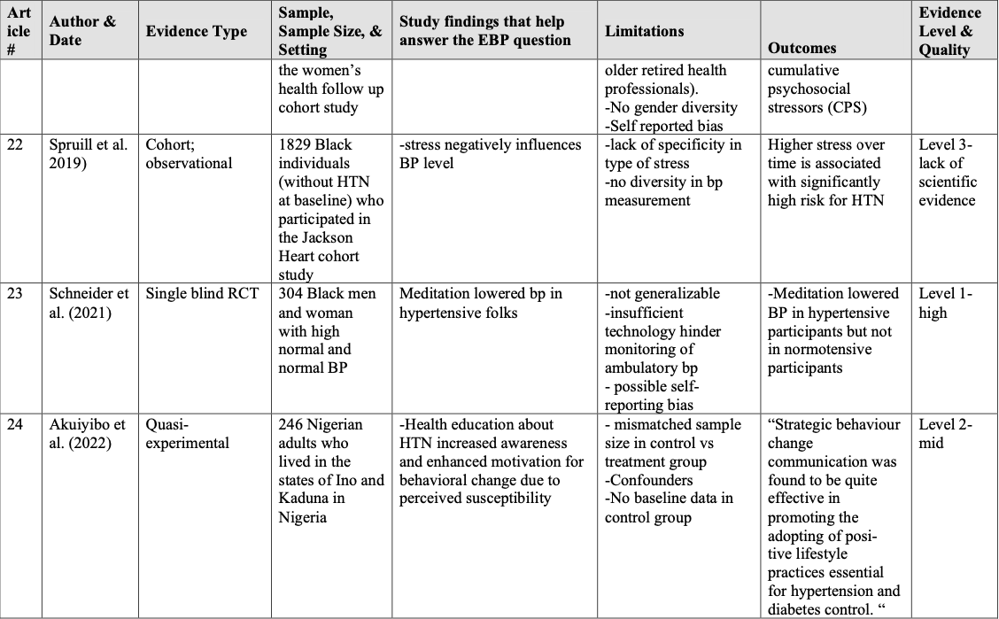 Art
icle
#
Author &
Date
Evidence Type
Sample,
Sample Size, &
Setting
Study findings that help
answer the EBP question
Limitations
Outcomes
Evidence
Level &
Quality
the women’s
health follow up
cohort study
older retired health
professionals).
-No gender diversity
-Self reported bias
cumulative
psychosocial
stressors (CPS)
22
Spruill et al.
2019)
Cohort;
observational
1829 Black
individuals
(without HTN
at baseline) who
participated in
the Jackson
Heart cohort
study
-stress negatively influences
BP level
-lack of specificity in
type of stress
-no diversity in bp
measurement
Higher stress over
time is associated
with significantly
high risk for HTN
Level 3-
lack of
scientific
evidence
23
Schneider et
al. (2021)
Single blind RCT
304 Black men
and woman
with high
normal and
normal BP
Meditation lowered bp in
hypertensive folks
-not generalizable
-insufficient
technology hinder
monitoring of
ambulatory bp
- possible self-
reporting bias
-Meditation lowered
BP in hypertensive
participants but not
in normotensive
participants
Level 1-
high
24
Akuiyibo et
al. (2022)
Quasi-
experimental
246 Nigerian
adults who
lived in the
states of Ino and
Kaduna in
Nigeria
-Health education about
HTN increased awareness
and enhanced motivation for
behavioral change due to
perceived susceptibility
- mismatched sample
size in control vs
treatment group
-Confounders
-No baseline data in
control group
“Strategic behaviour
change
communication was
found to be quite
effective in
promoting the
adopting of posi-
tive lifestyle
practices essential
for hypertension and
diabetes control. “
Level 2-
mid